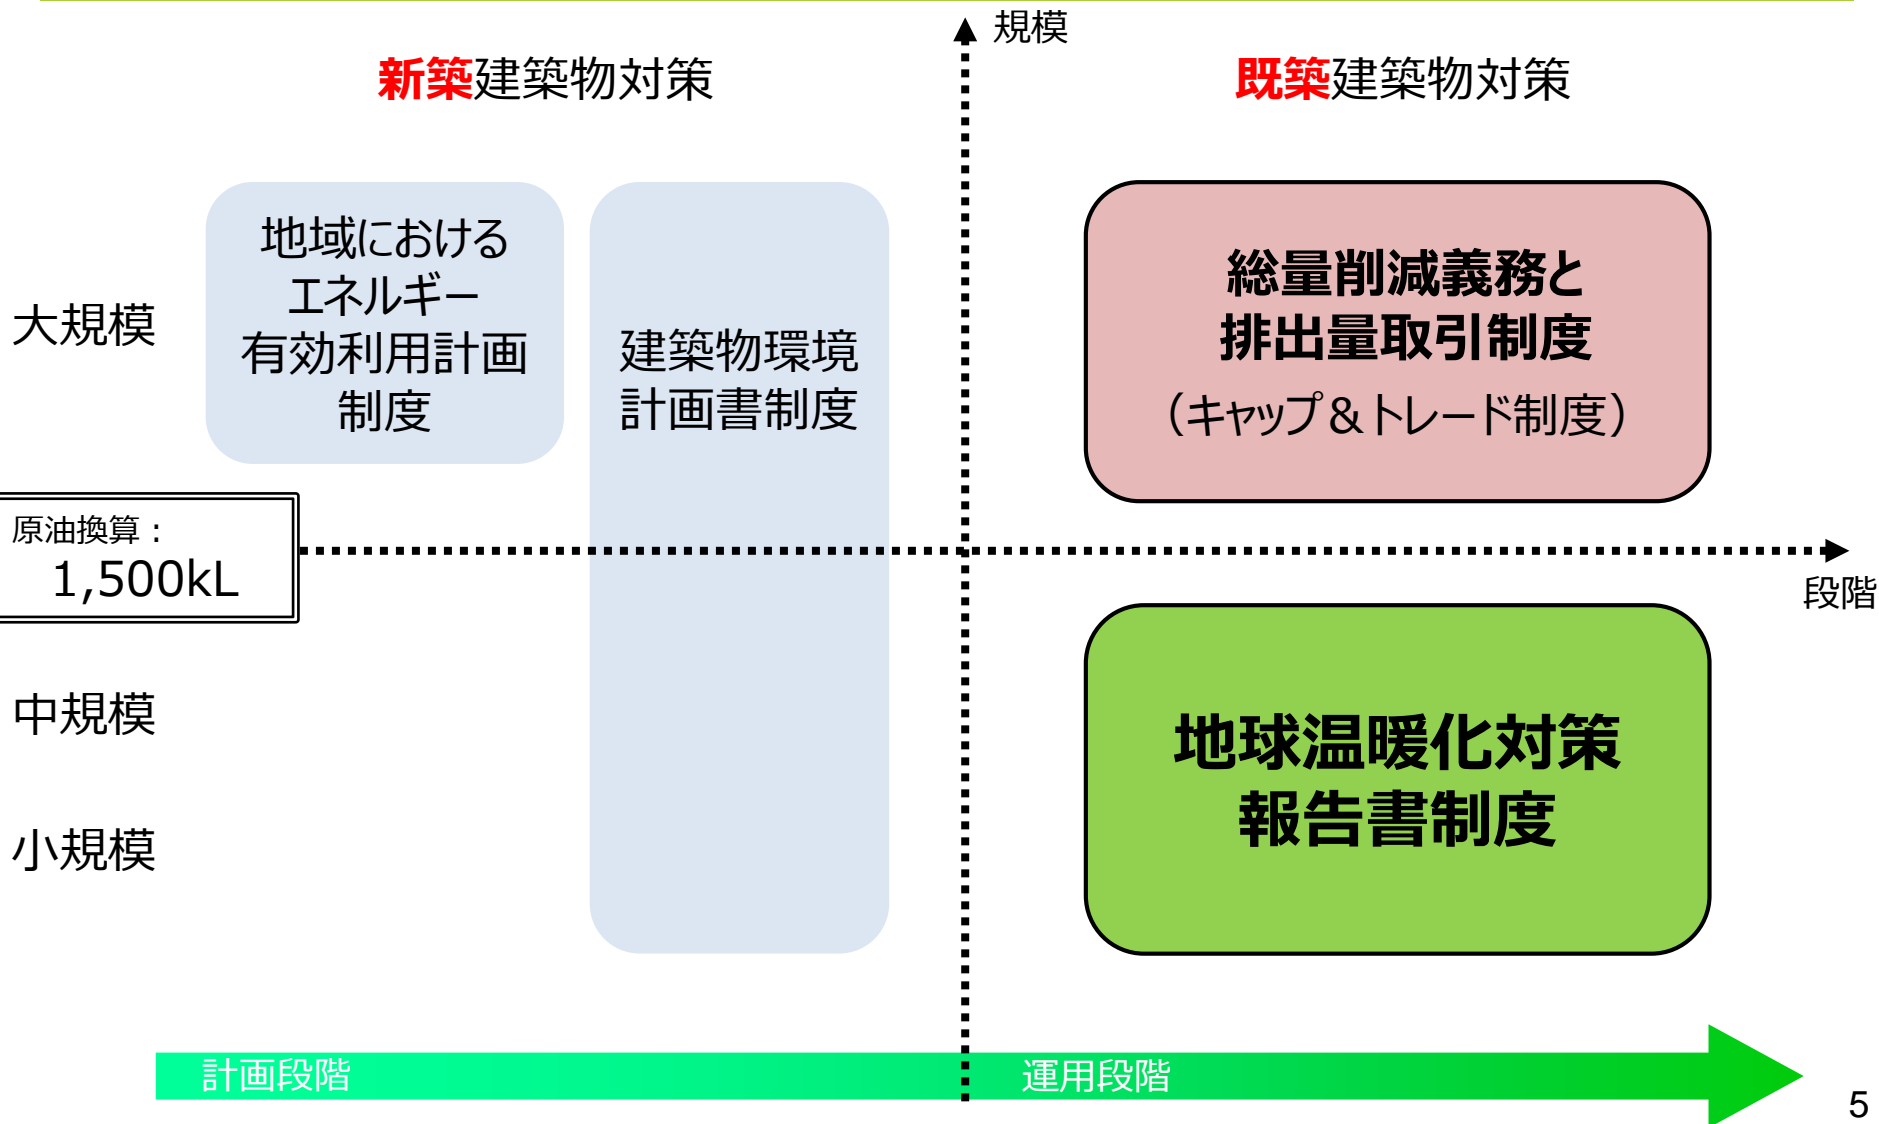 規模
新築建築物対策
既築建築物対策
地域における
エネルギー
有効利用計画
制度
建築物環境
計画書制度
総量削減義務と
排出量取引制度
（キャップ＆トレード制度）
大規模
原油換算：
1,500kL
段階
中規模
小規模
地球温暖化対策
報告書制度
計画段階
運用段階
5